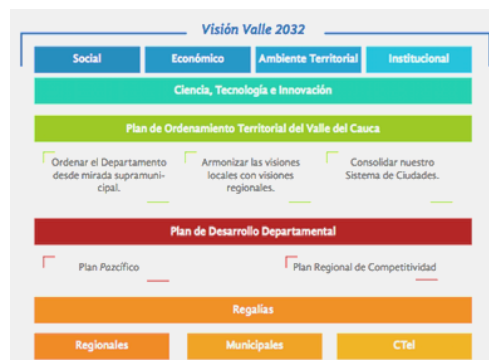 Visión Valle 2032
Social
Económico
Ambiente Territorial
Institucional
Ciencia, Tecnología e Innovación
Plan de Ordenamiento Territorial del Valle del Cauca
Ordenar el Departamento
desde mirada supramuni-
cipal.
Armonizar las visiones
locales con visiones
regionales.
Consolidar nuestro
Sistema de Ciudades.
Plan de Desarrollo Departamental
Plan Pazcífico
Plan Regional de Competitividad
Regalías
Regionales
Municipales
CTeI